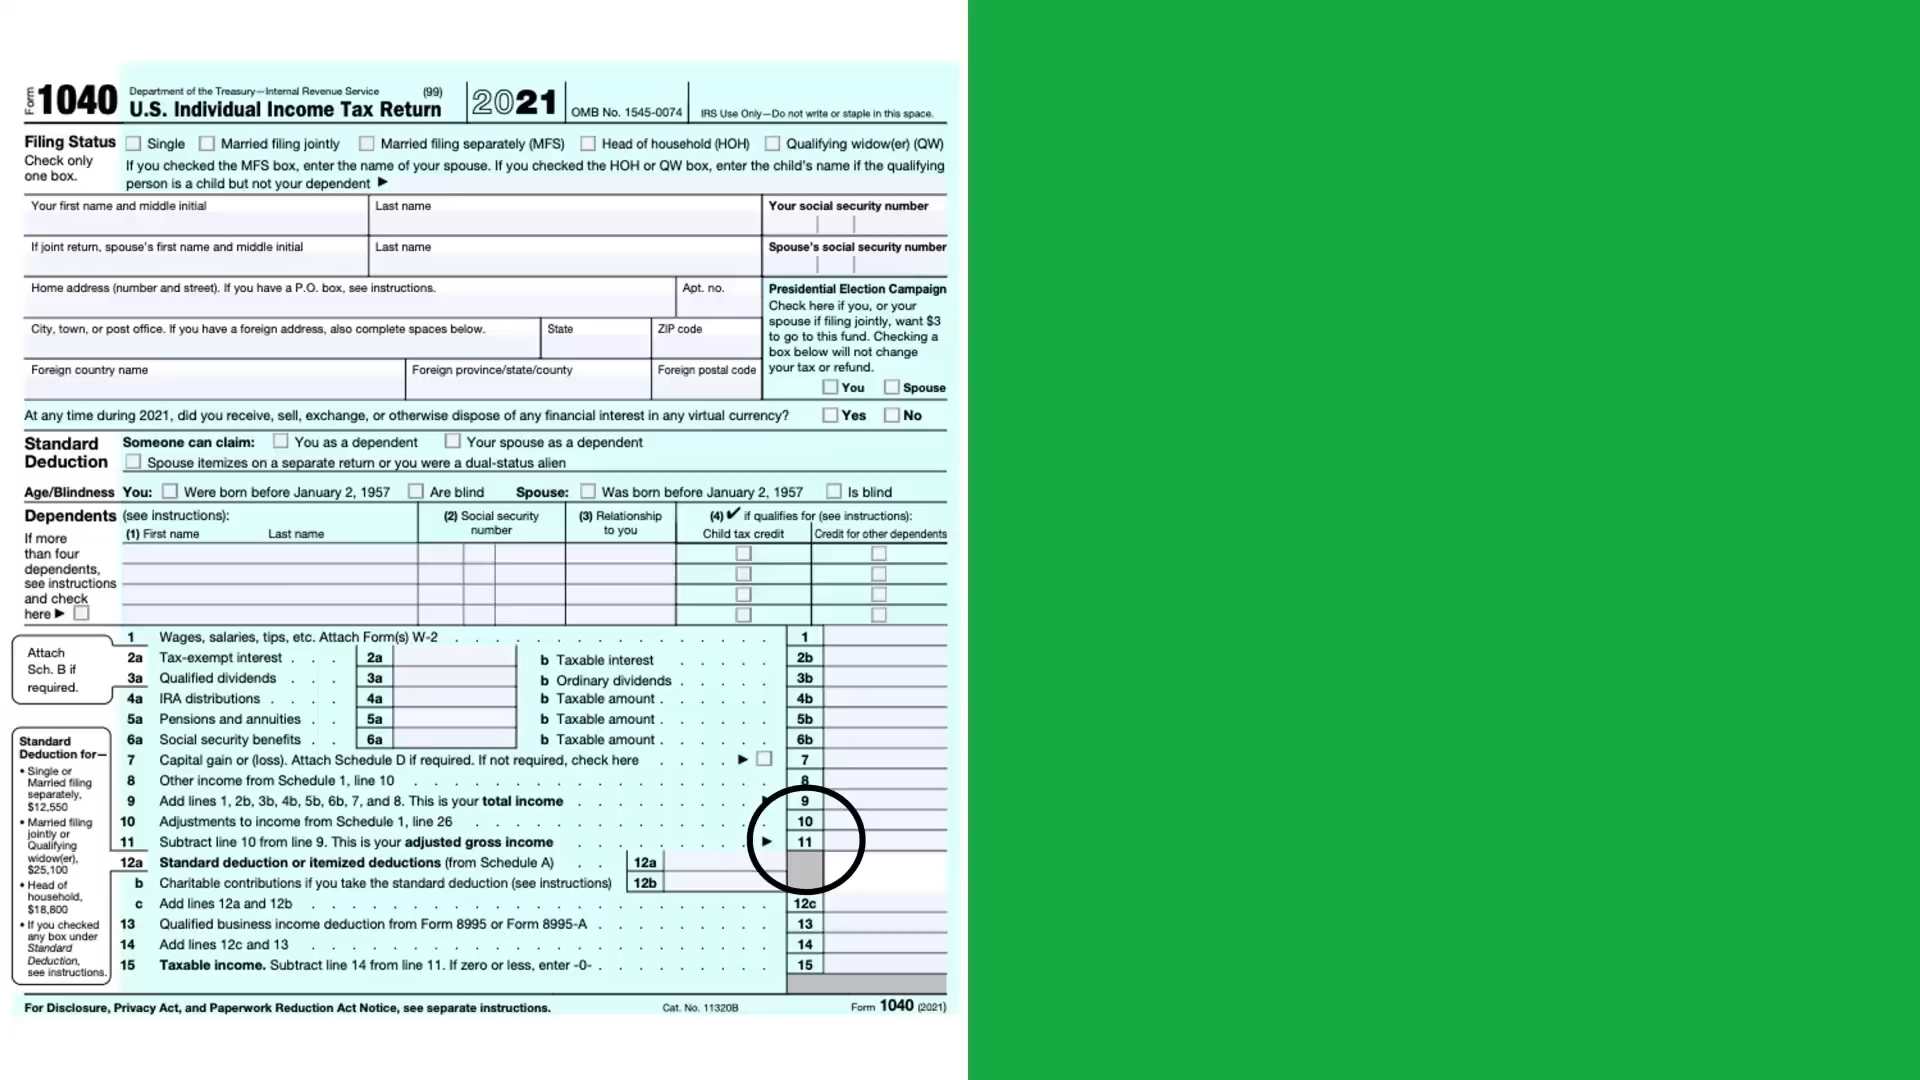 Form 1040 Department of the Treasury—Internal Revenue Service (99) U.S. Individual Income Tax Return 2021 OMB No. 1545-0074 IRS Use Only—Do not write or staple in this space.
Filing Status Single Married filing jointly Married filing separately (MFS) Head of household (HOH) Qualifying widow(er) (QW)
Check only
one box.
If you checked the MFS box, enter the name of your spouse. If you checked the HOH or QW box, enter the child's name if the qualifying
person is a child but not your dependent ▶
Your first name and middle initial Last name Your social security number
If joint return, spouse's first name and middle initial Last name Spouse's social security number
Home address (number and street). If you have a P.O. box, see instructions. Apt. no.
City, town, or post office. If you have a foreign address, also complete spaces below. State ZIP code
Foreign country name Foreign province/state/county Foreign postal code
Presidential Election Campaign
Check here if you, or your
spouse if filing jointly, want $3
to go to this fund. Checking a
box below will not change
your tax or refund.
You Spouse
At any time during 2021, did you receive, sell, exchange, or otherwise dispose of any financial interest in any virtual currency? Yes No
Standard
Deduction
Someone can claim: You as a dependent Your spouse as a dependent
Spouse itemizes on a separate return or you were a dual-status alien
Age/Blindness You: Were born before January 2, 1957 Are blind Spouse: Was born before January 2, 1957 Is blind
Dependents (see instructions):
(1) First name Last name
(2) Social security
number
(3) Relationship
to you
(4) ✔ if qualifies for (see instructions):
Child tax credit Credit for other dependents
If more
than four
dependents,
see instructions
and check
here ▶
Attach
Sch. B if
required.
1 Wages, salaries, tips, etc. Attach Form(s) W-2 . . . . . . . . . . . . . . . . 1
2a Tax-exempt interest . . . 2a b Taxable interest . . . . . 2b
3a Qualified dividends . . . 3a b Ordinary dividends . . . . . 3b
4a IRA distributions . . . . 4a b Taxable amount . . . . . . 4b
5a Pensions and annuities . . 5a b Taxable amount . . . . . . 5b
6a Social security benefits . . 6a b Taxable amount . . . . . . 6b
7 Capital gain or (loss). Attach Schedule D if required. If not required, check here . . . . ▶ 7
8 Other income from Schedule 1, line 10 . . . . . . . . . . . . . . . . . . 8
9 Add lines 1, 2b, 3b, 4b, 5b, 6b, 7, and 8. This is your total income . . . . . . . . . 9
10 Adjustments to income from Schedule 1, line 26 . . . . . . . . . . . . . . . 10
11 Subtract line 10 from line 9. This is your adjusted gross income . . . . . . . . . ▶ 11
12a Standard deduction or itemized deductions (from Schedule A) . . 12a
b Charitable contributions if you take the standard deduction (see instructions) 12b
c Add lines 12a and 12b . . . . . . . . . . . . . . . . . . . . . . . 12c
13 Qualified business income deduction from Form 8995 or Form 8995-A . . . . . . . . . 13
14 Add lines 12c and 13 . . . . . . . . . . . . . . . . . . . . . . . 14
15 Taxable income. Subtract line 14 from line 11. If zero or less, enter -0- . . . . . . . . . 15
Standard
Deduction for—
• Single or
Married filing
separately,
$12,550
• Married filing
jointly or
Qualifying
widow(er),
$25,100
• Head of
household,
$18,800
• If you checked
any box under
Standard
Deduction,
see instructions.
For Disclosure, Privacy Act, and Paperwork Reduction Act Notice, see separate instructions. Cat. No. 11320B Form 1040 (2021)